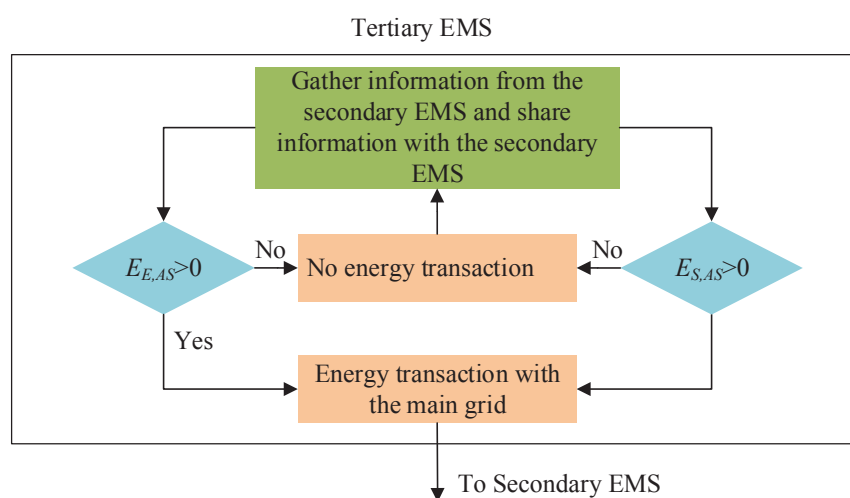 Tertiary EMS
Gather information from the
secondary EMS and share
information with the secondary
EMS
E_{E,AS}>0
No
No energy transaction
No
E_{S,AS}>0
Yes
Energy transaction with
the main grid
To Secondary EMS